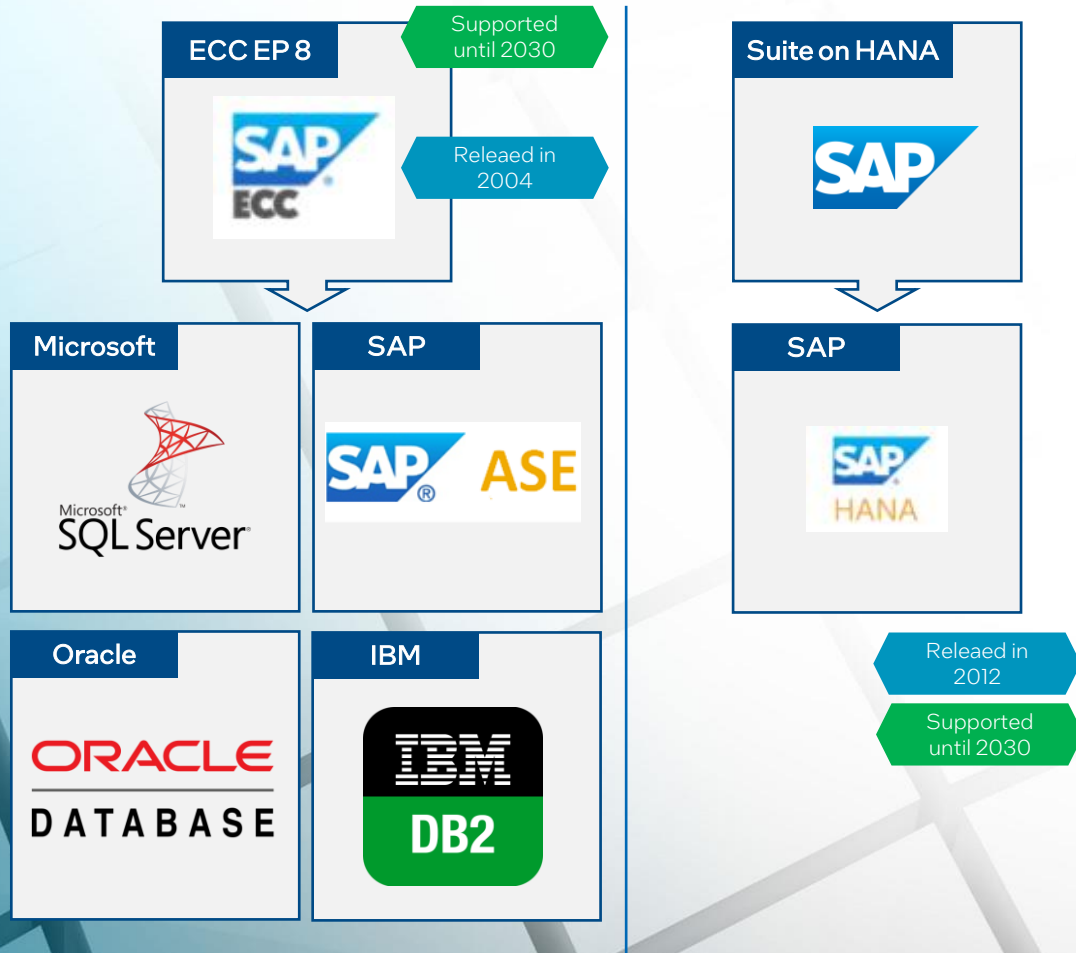 ECC EP 8
Supported
until 2030
SAP
®
ECC
Releaed in
2004
Microsoft
Microsoft®
SQL Server®
™
SAP
SAP
®
ASE
Oracle
ORACLE
DATABASE
IBM
IBM
DB2
Suite on HANA
SAP
SAP
SAP
®
HANA
Releaed in
2012
Supported
until 2030